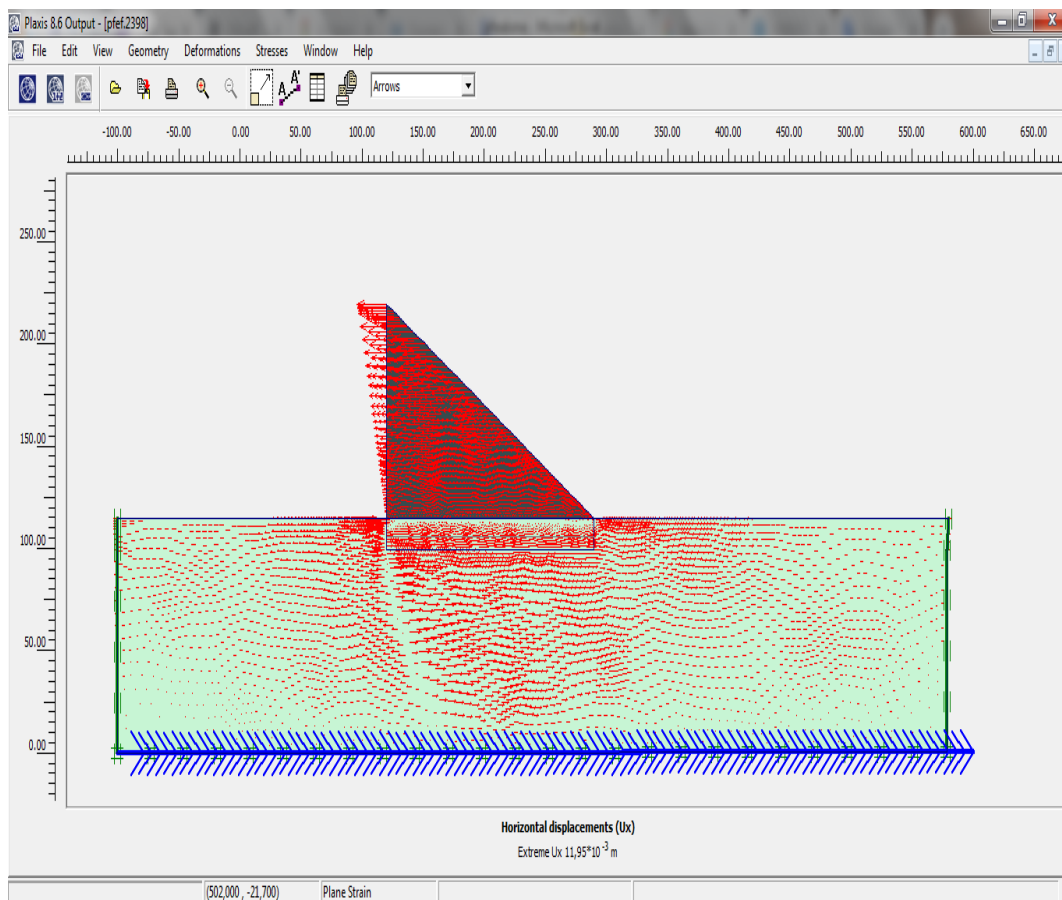 Plaxis 8.6 Output - [pfef.2398]
File Edit View Geometry Deformations Stresses Window Help
Arrows
-100.00 -50.00 0.00 50.00 100.00 150.00 200.00 250.00 300.00 350.00 400.00 450.00 500.00 550.00 600.00 650.00
250.00
200.00
150.00
100.00
50.00
0.00
Horizontal displacements (Ux)
Extreme Ux 11,95*10 -3 m
(502,000 , -21,700) Plane Strain